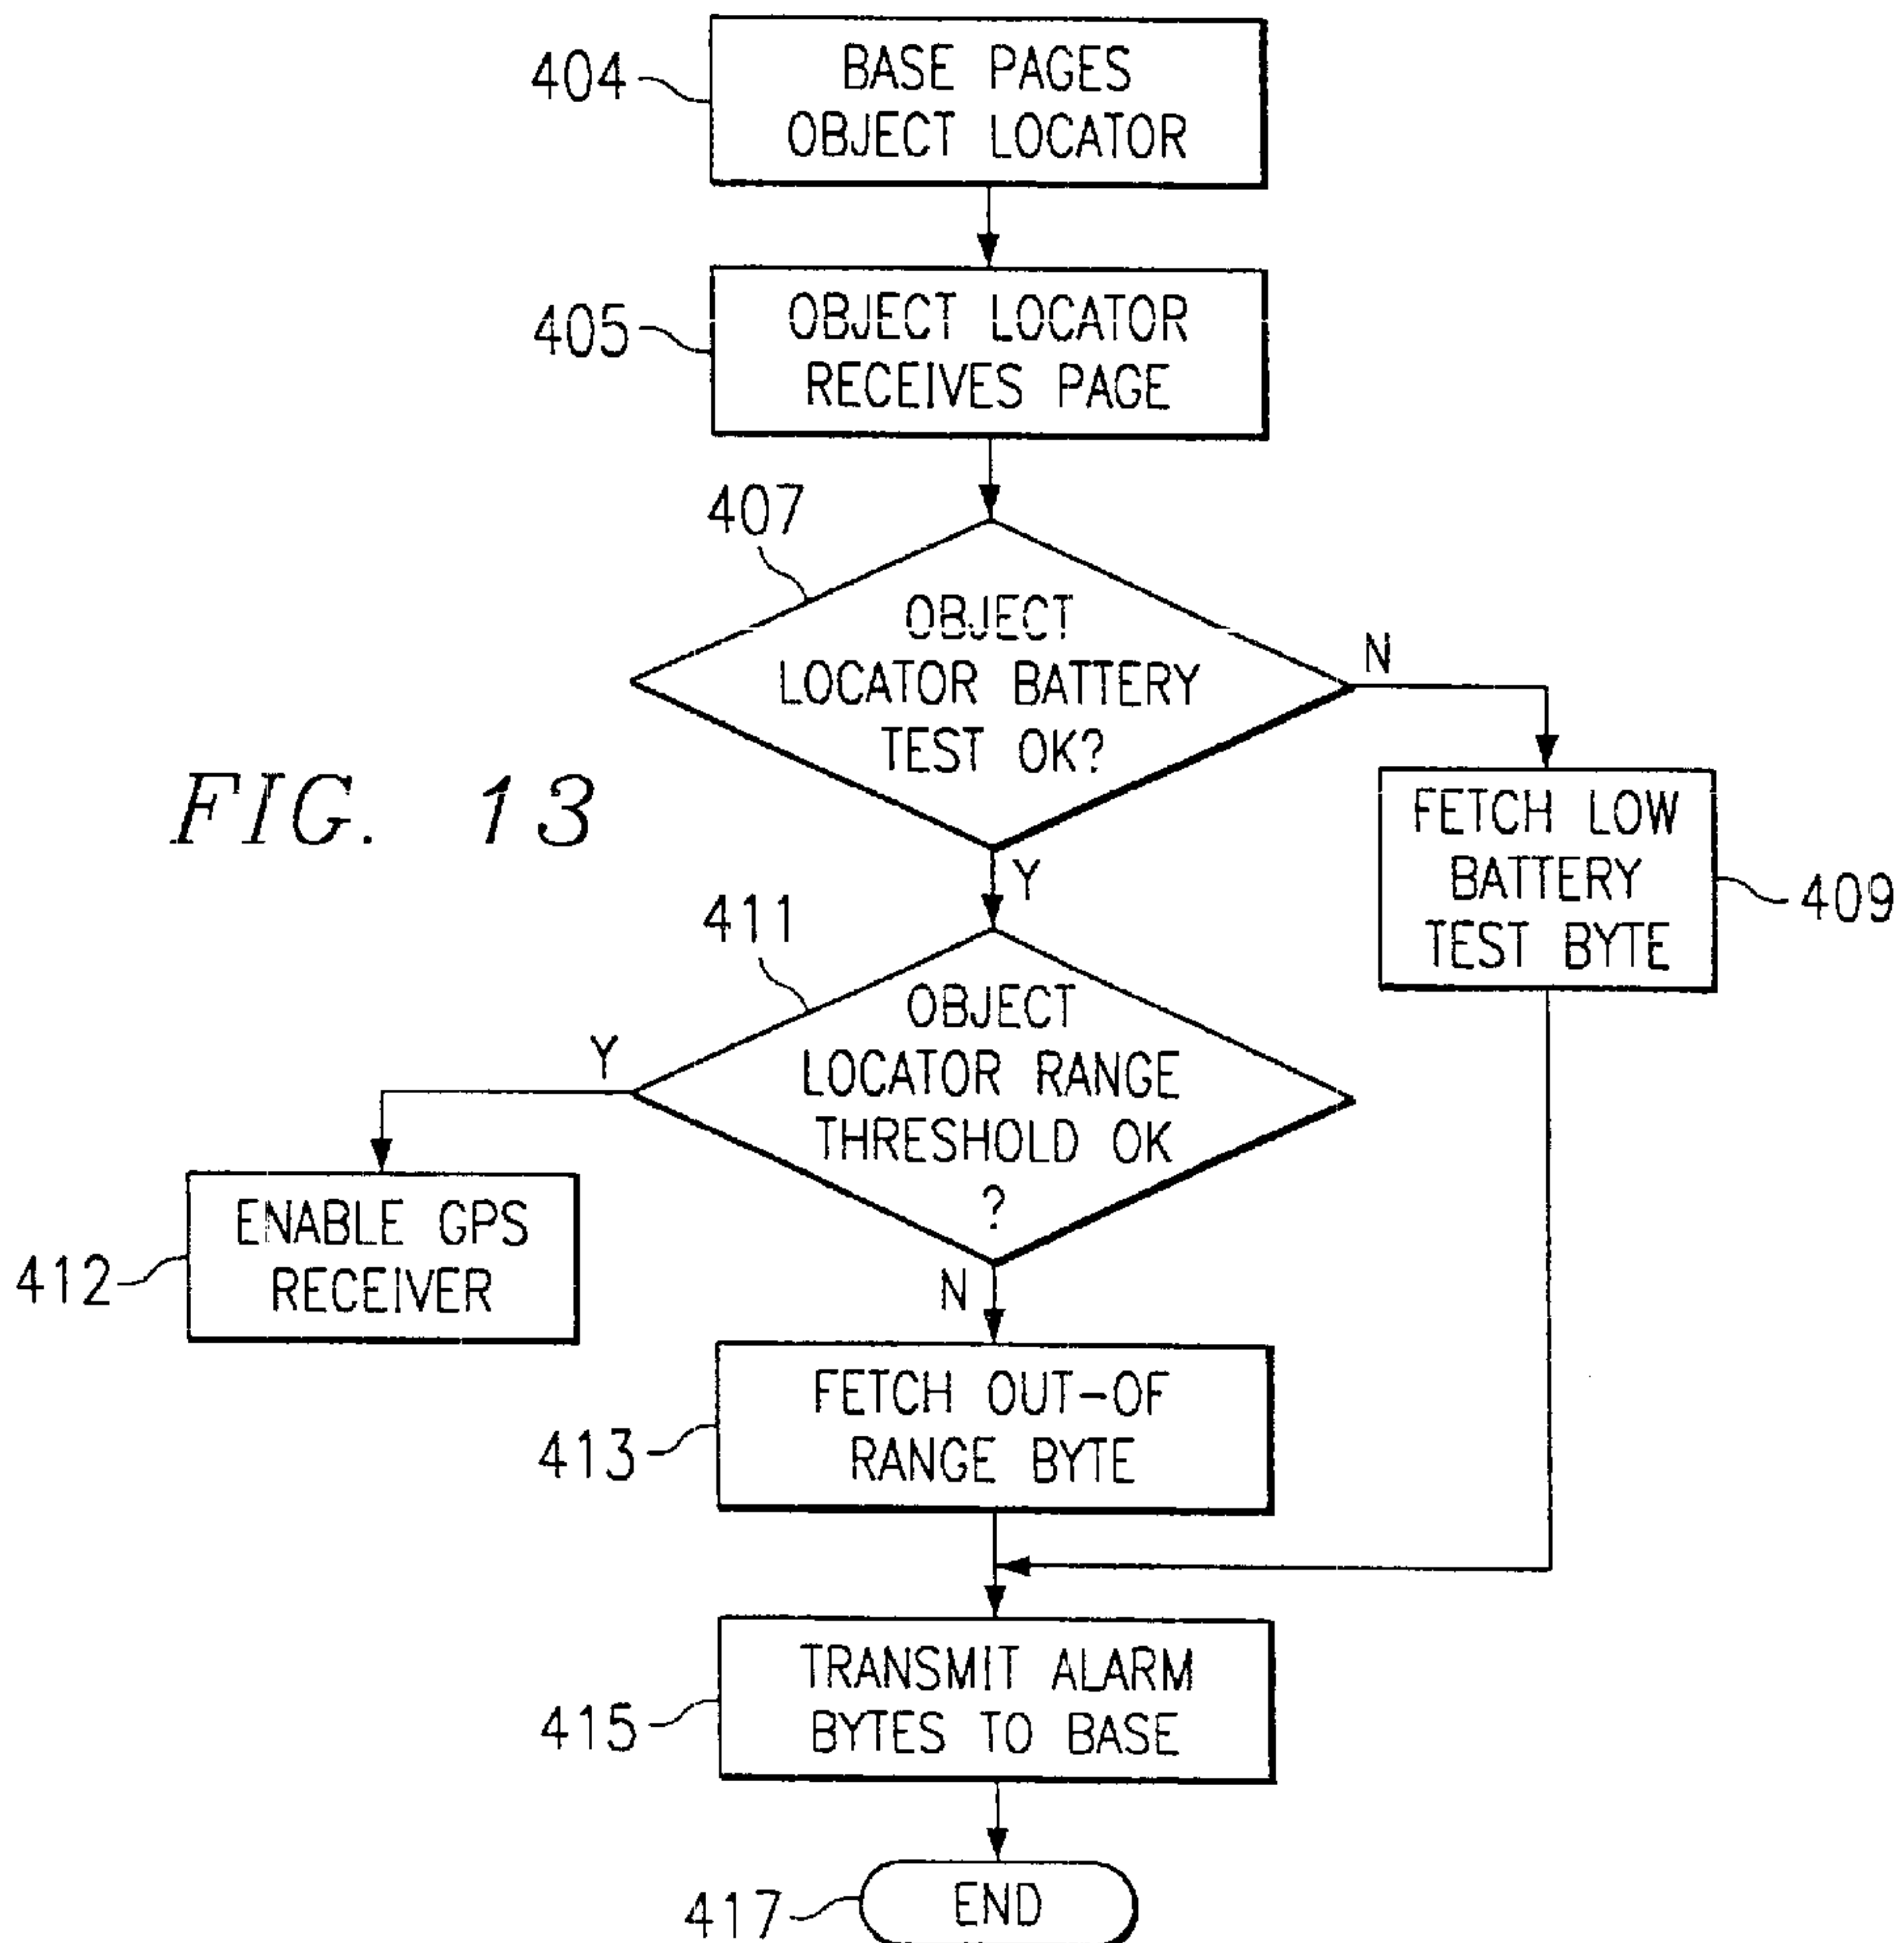 404
BASE PAGES
OBJECT LOCATOR
405
OBJECT LOCATOR
RECEIVES PAGE
407
OBJECT
LOCATOR BATTERY
TEST OK?
N
FIG. 13
FETCH LOW
BATTERY
TEST BYTE
409
Y
411
OBJECT
LOCATOR RANGE
THRESHOLD OK
?
Y
ENABLE GPS
RECEIVER
412
N
FETCH OUT-OF
RANGE BYTE
413
TRANSMIT ALARM
BYTES TO BASE
415
END
417